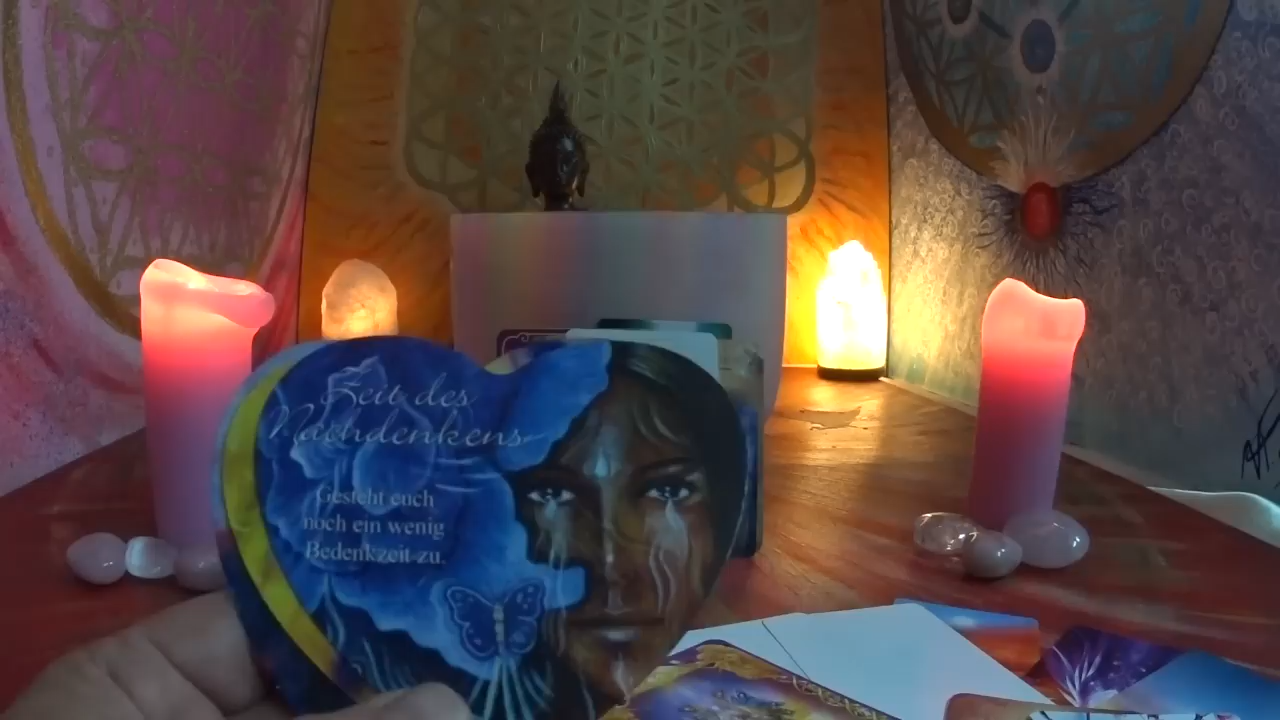 Zeit des
Nachdenkens
Gesteht euch
noch ein wenig
Bedenkzeit zu.